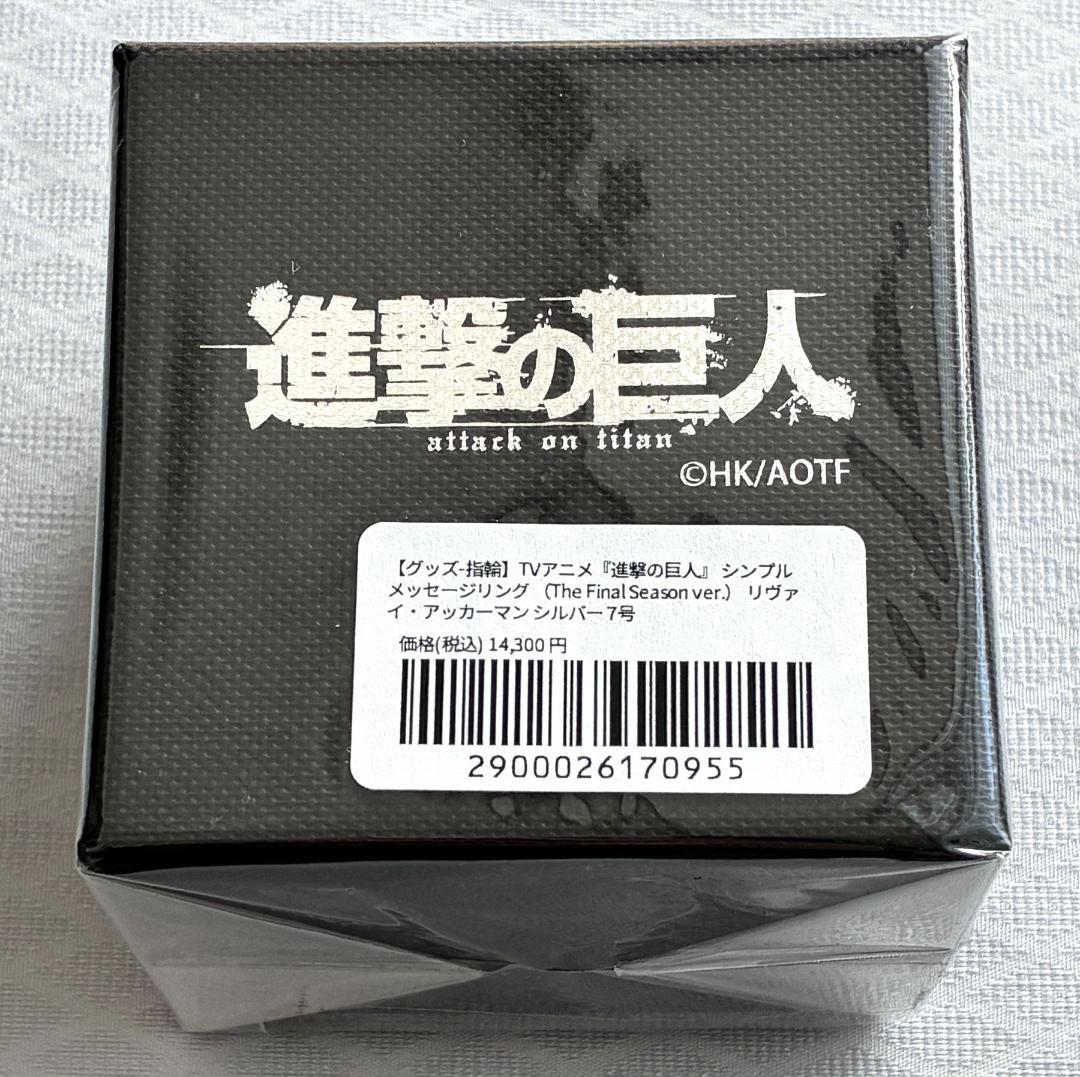 進撃の巨人
attack on titan
©HK/AOTF
【グッズ-指輪】TVアニメ『進撃の巨人』 シンプル
メッセージリング （The Final Season ver.） リヴァ
イ・アッカーマン シルバー 7号
価格(税込) 14,300 円
2900026170955